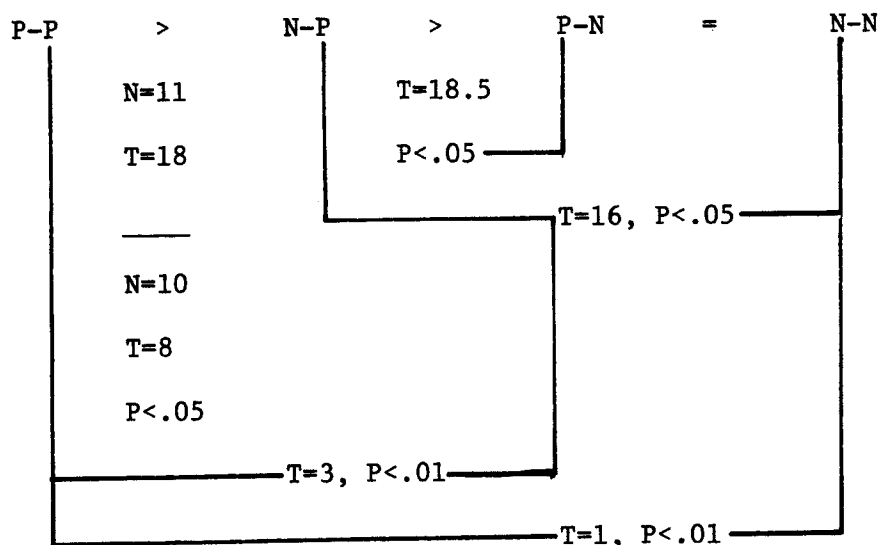 P-P > N-P > P-N = N-N
N=11 T=18.5
T=18 P<.05
T=16, P<.05
N=10
T=8
P<.05
T=3, P<.01
T=1, P<.01